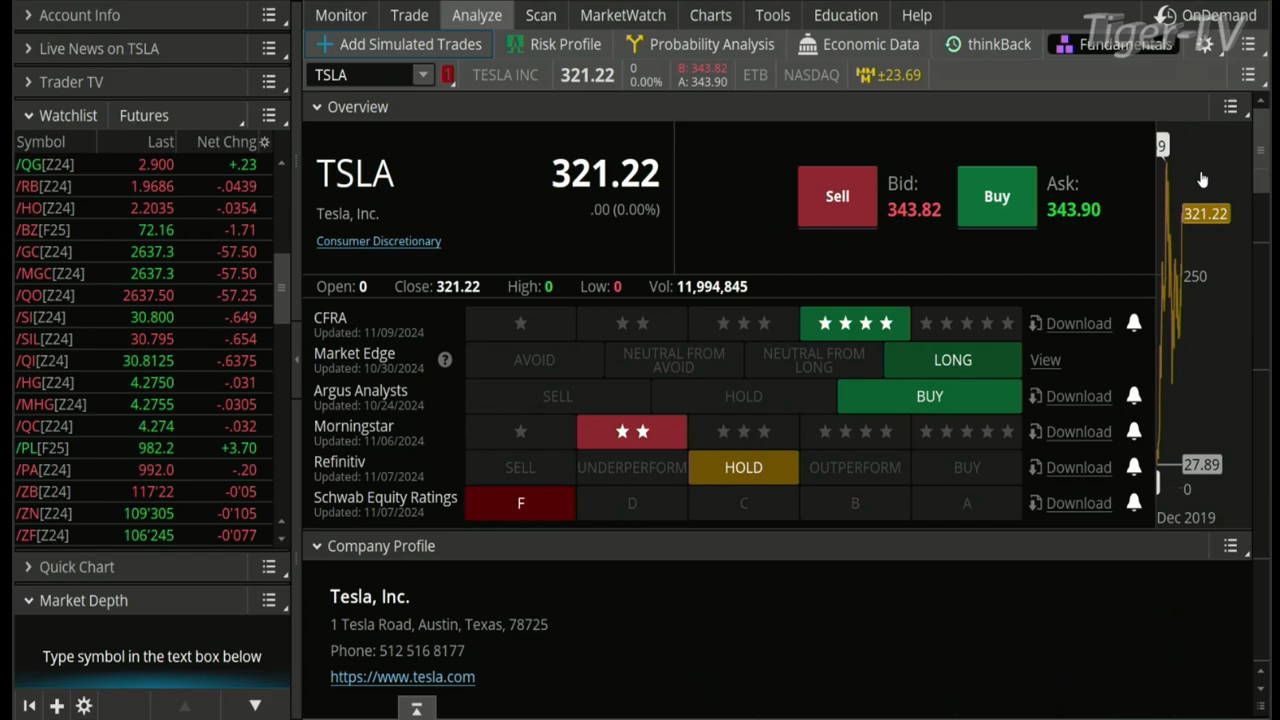 Account Info
Live News on TSLA
Trader TV
Watchlist Futures
Symbol Last Net Chng
/QG[Z24] 2.900 +.23
/RB[Z24] 1.9686 -.0439
/HO[Z24] 2.2035 -.0354
/BZ[F25] 72.16 -1.71
/GC[Z24] 2637.3 -57.50
/MGC[Z24] 2637.3 -57.50
/QO[Z24] 2637.50 -57.25
/SI[Z24] 30.800 -.649
/SIL[Z24] 30.795 -.654
/QI[Z24] 30.8125 -.6375
/HG[Z24] 4.2750 -.031
/MHG[Z24] 4.2755 -.0305
/QC[Z24] 4.274 -.032
/PL[F25] 982.2 +3.70
/PA[Z24] 992.0 -.20
/ZB[Z24] 117'22 -0'05
/ZN[Z24] 109'305 -0'105
/ZF[Z24] 106'245 -0'077
Quick Chart
Market Depth
Type symbol in the text box below
Monitor Trade Analyze Scan MarketWatch Charts Tools Education Help OnDemand
Tiger-TV
Add Simulated Trades Risk Profile Probability Analysis Economic Data thinkBack Fundamentals
TSLA 1 TESLA INC 321.22 0 0.00% B: 343.82 A: 343.90 ETB NASDAQ ±23.69
Overview
TSLA 321.22
.00 (0.00%)
Tesla, Inc.
Consumer Discretionary
Sell Bid: 343.82 Buy Ask: 343.90
Open: 0 Close: 321.22 High: 0 Low: 0 Vol: 11,994,845
CFRA Download
Updated: 11/09/2024
Market Edge AVOID NEUTRAL FROM AVOID NEUTRAL FROM LONG LONG View
Updated: 10/30/2024
Argus Analysts SELL HOLD BUY Download
Updated: 10/24/2024
Morningstar Download
Updated: 11/06/2024
Refinitiv SELL UNDERPERFORM HOLD OUTPERFORM BUY Download
Updated: 11/07/2024
Schwab Equity Ratings F D C B A Download
Updated: 11/07/2024
9
321.22
250
27.89
0
Dec 2019
Company Profile
Tesla, Inc.
1 Tesla Road, Austin, Texas, 78725
Phone: 512 516 8177
https://www.tesla.com